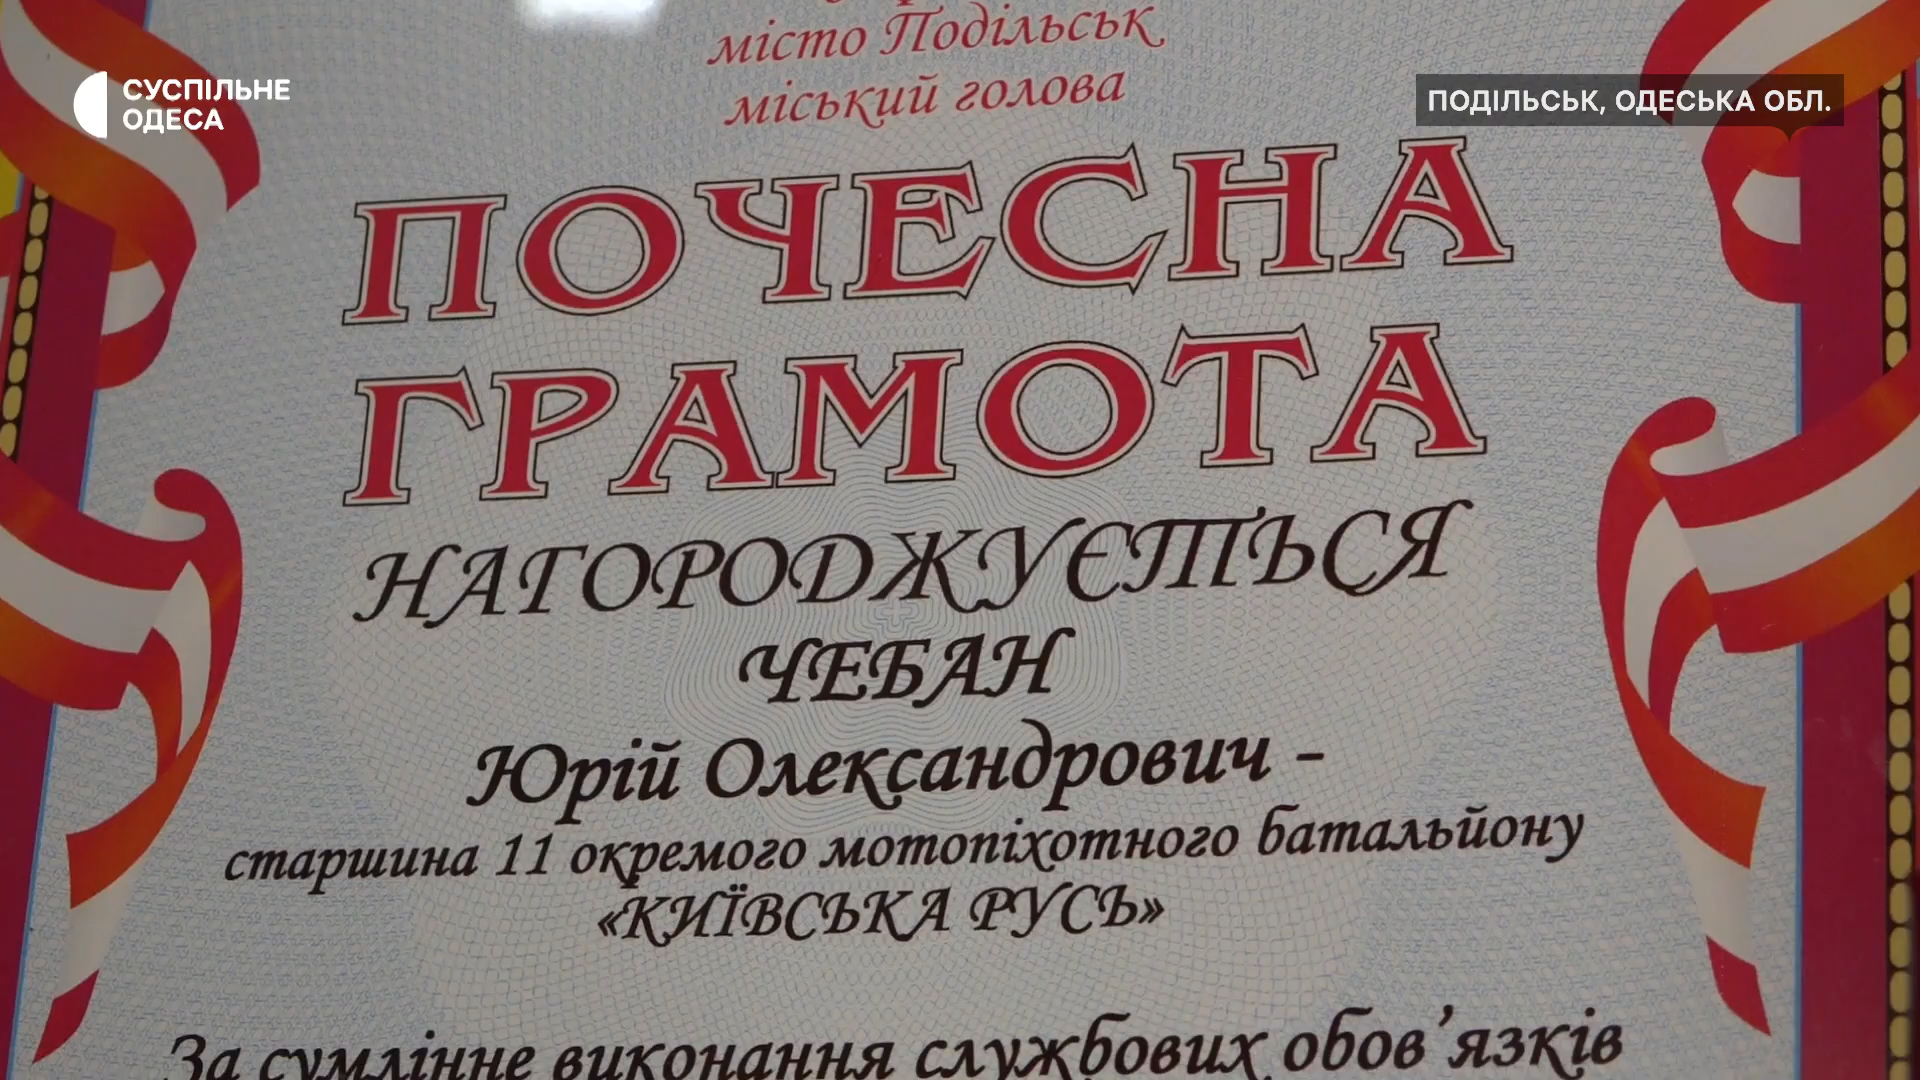 місто Подільськ
міський голова
СУСПІЛЬНЕ
ОДЕСА
ПОДІЛЬСЬК, ОДЕСЬКА ОБЛ.
ПОЧЕСНА
ГРАМОТА
НАГОРОДЖУЄТЬСЯ
ЧЕБАН
Юрій Олександрович –
старшина 11 окремого мотопіхотного батальйону
«КИЇВСЬКА РУСЬ»
За сумлінне виконання службових обов’язків